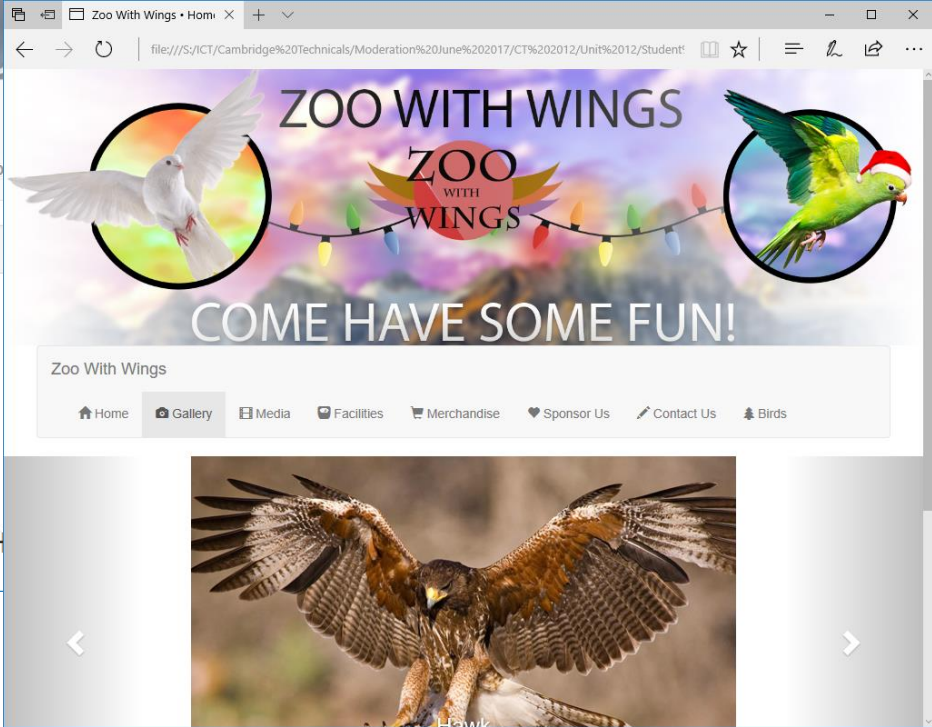 Zoo With Wings • Hom
file:///S:/ICT/Cambridge%20Technicals/Moderation%20June%202017/CT%202012/Unit%2012/Student
ZOO WITH WINGS
ZOO
WITH
WINGS
COME HAVE SOME FUN!
Zoo With Wings
Home Gallery Media Facilities Merchandise Sponsor Us Contact Us Birds
Hawk